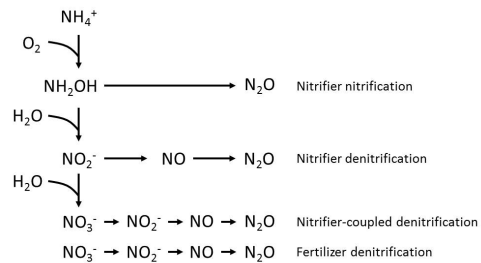 NH₄⁺
O₂
NH₂OH N₂O Nitrifier nitrification
H₂O
NO₂⁻ NO N₂O Nitrifier denitrification
H₂O
NO₃⁻ NO₂⁻ NO N₂O Nitrifier-coupled denitrification
NO₃⁻ NO₂⁻ NO N₂O Fertilizer denitrification